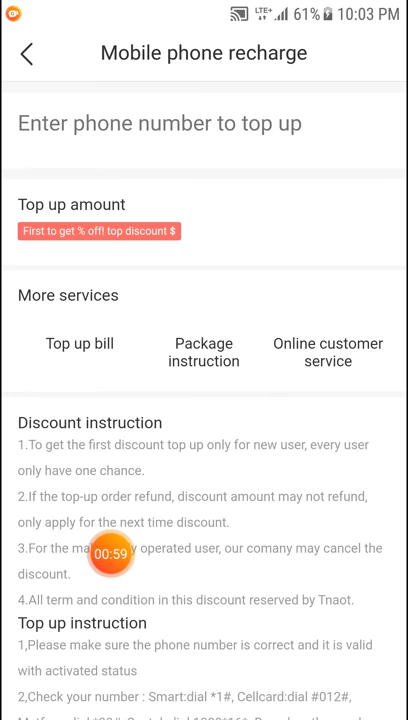 LTE+ 61% 10:03 PM
Mobile phone recharge
Enter phone number to top up
Top up amount
First to get % off! top discount $
More services
Top up bill
Package instruction
Online customer service
Discount instruction
1.To get the first discount top up only for new user, every user
only have one chance.
2.If the top-up order refund, discount amount may not refund,
only apply for the next time discount.
3.For the operated user, our comany may cancel the
00:59
discount.
4.All term and condition in this discount reserved by Tnaot.
Top up instruction
1,Please make sure the phone number is correct and it is valid
with activated status
2,Check your number : Smart:dial *1#, Cellcard:dial #012#,